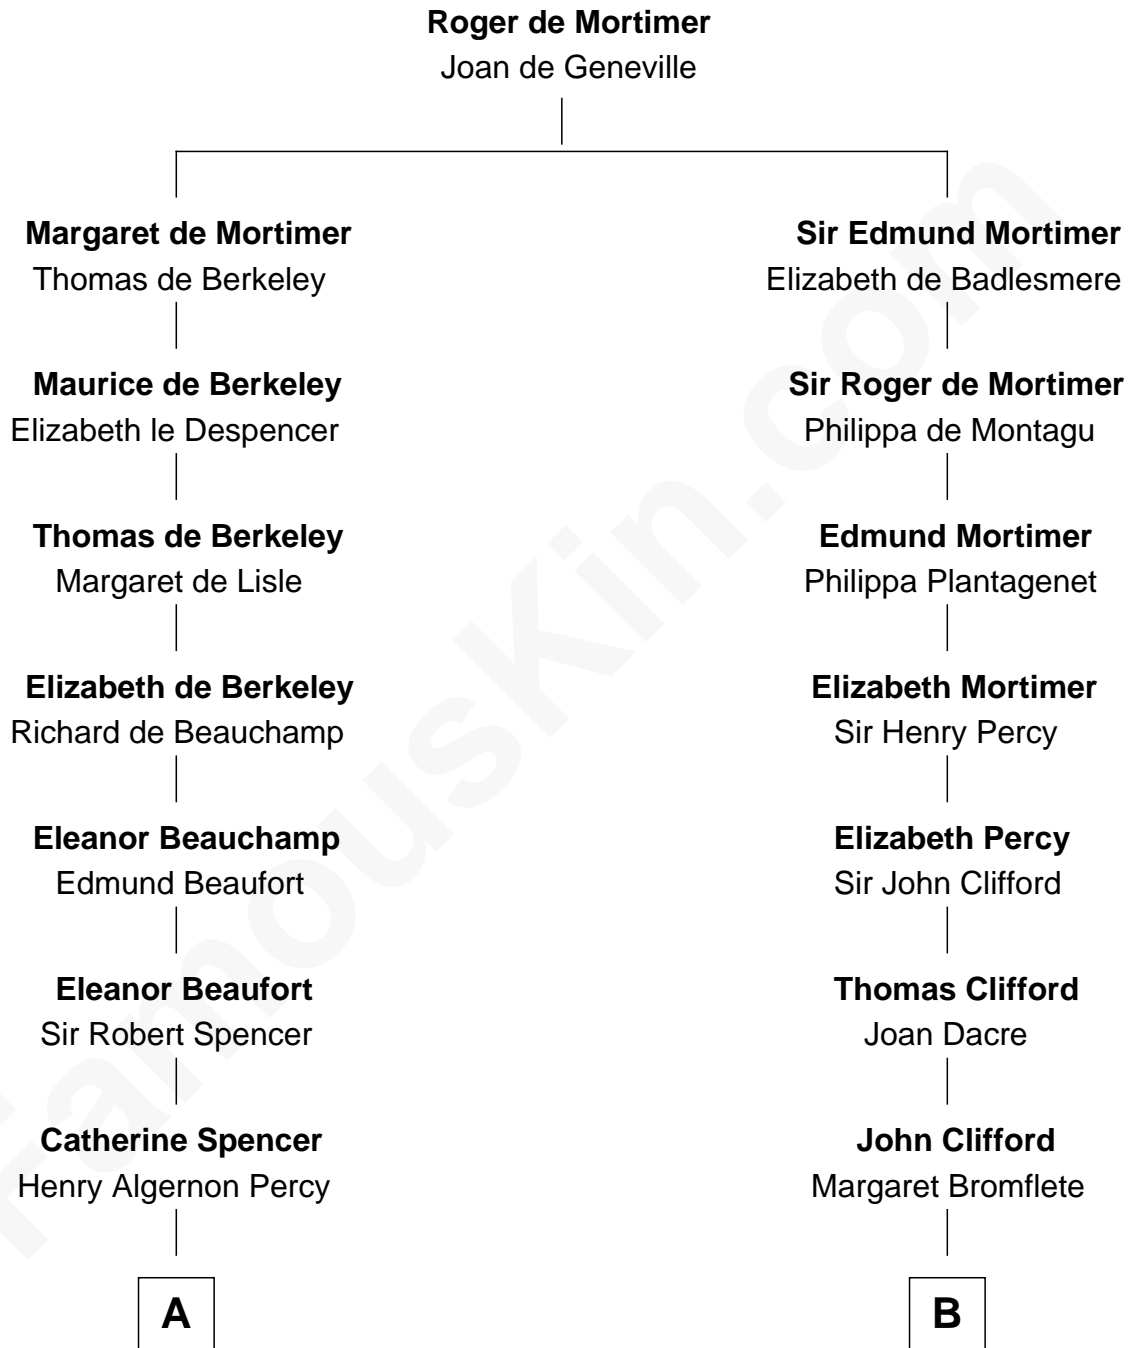 Roger de Mortimer
Joan de Geneville
Margaret de Mortimer
Thomas de Berkeley
Sir Edmund Mortimer
Elizabeth de Badlesmere
Maurice de Berkeley
Elizabeth le Despencer
Sir Roger de Mortimer
Philippa de Montagu
Thomas de Berkeley
Margaret de Lisle
Edmund Mortimer
Philippa Plantagenet
Elizabeth de Berkeley
Richard de Beauchamp
Elizabeth Mortimer
Sir Henry Percy
Eleanor Beauchamp
Edmund Beaufort
Elizabeth Percy
Sir John Clifford
Eleanor Beaufort
Sir Robert Spencer
Thomas Clifford
Joan Dacre
Catherine Spencer
Henry Algernon Percy
John Clifford
Margaret Bromflete
A
B
FamousKin.com